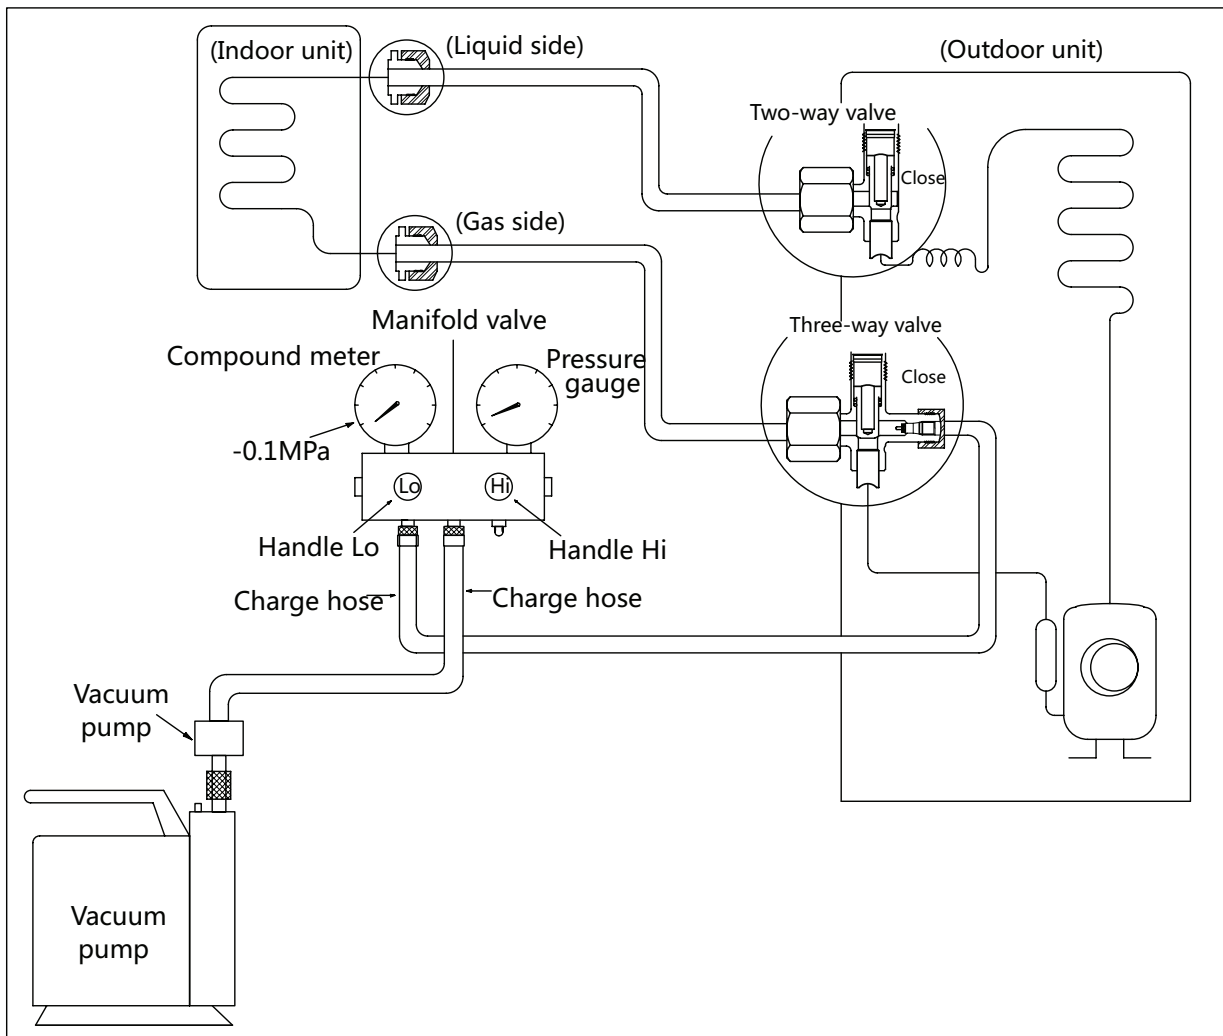 (Indoor unit)
(Liquid side)
(Outdoor unit)
Two-way valve
Close
(Gas side)
Manifold valve
Three-way valve
Compound meter
Pressure
gauge
Close
-0.1MPa
Lo
Hi
Handle Lo
Handle Hi
Charge hose
Charge hose
Vacuum
pump
Vacuum
pump